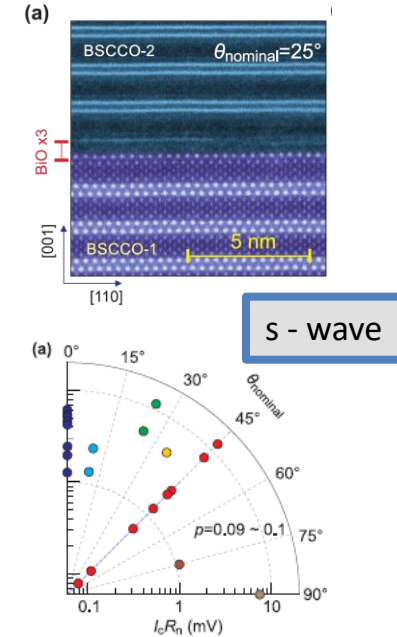 (a)
BSCCO-2
θnominal=25°
BiO x3
[001]
BSCCO-1
5 nm
[110]
s - wave
(a)
0°
15°
30°
θnominal
45°
60°
p=0.09 ~ 0.1
75°
90°
0.1 1 10
IcRn (mV)